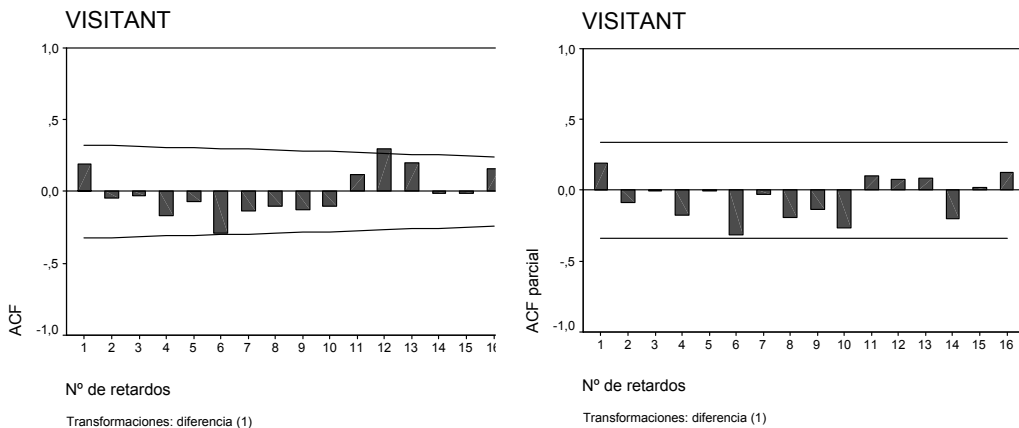 VISITANT
1,0
,5
0,0
-,5
-1,0
ACF
1 2 3 4 5 6 7 8 9 10 11 12 13 14 15 16
Nº de retardos
Transformaciones: diferencia (1)
VISITANT
1,0
,5
0,0
-,5
-1,0
ACF parcial
1 2 3 4 5 6 7 8 9 10 11 12 13 14 15 16
Nº de retardos
Transformaciones: diferencia (1)